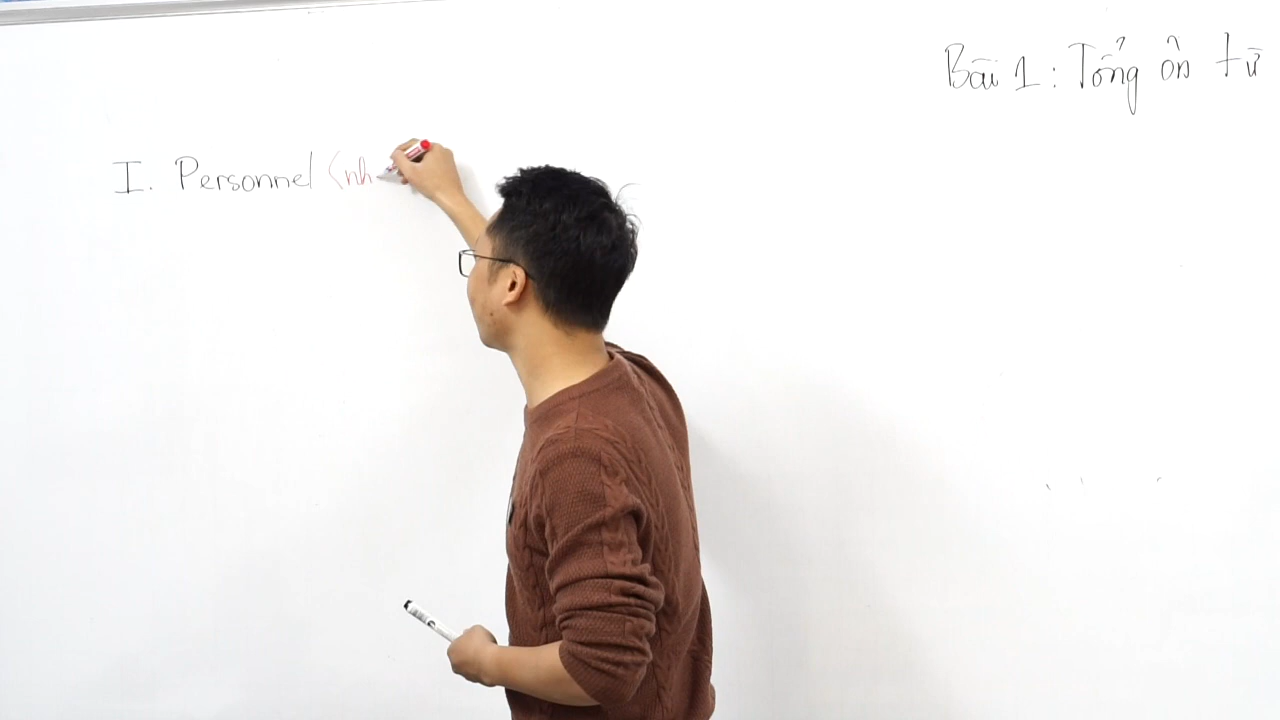 Bài 1: Tổng ôn từ
I. Personnel (nh